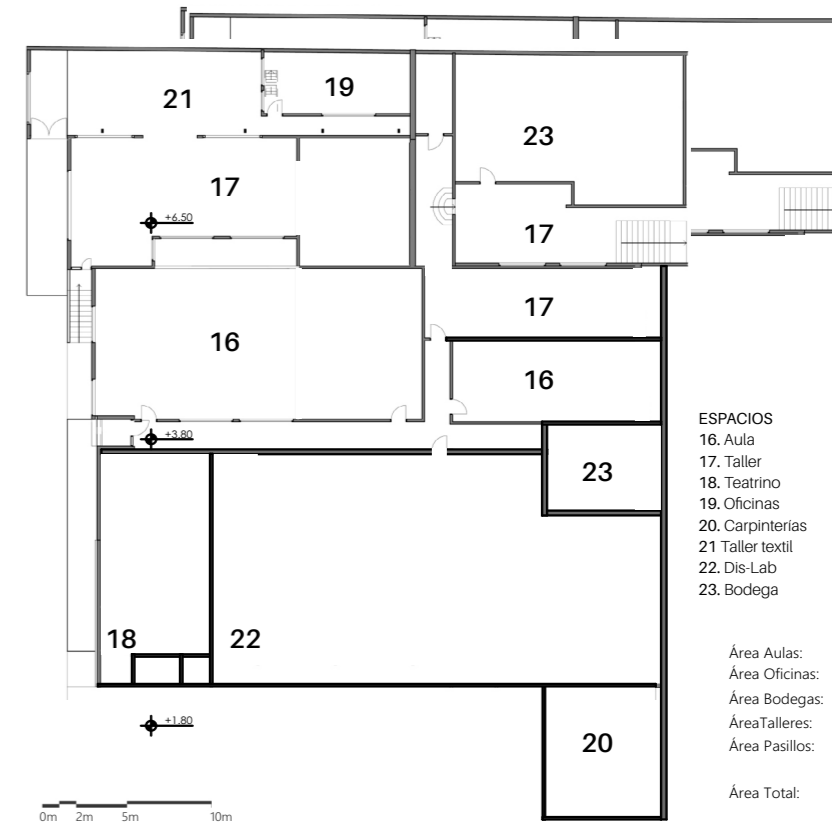 21
19
23
17
+6.50
17
17
16
16
+3.80
23
ESPACIOS
16. Aula
17. Taller
18. Teatrino
19. Oficinas
20. Carpinterías
21 Taller textil
22. Dis-Lab
23. Bodega
18
22
Área Aulas:
Área Oficinas:
Área Bodegas:
ÁreaTalleres:
Área Pasillos:
Área Total:
+1.80
20
0m 2m 5m 10m